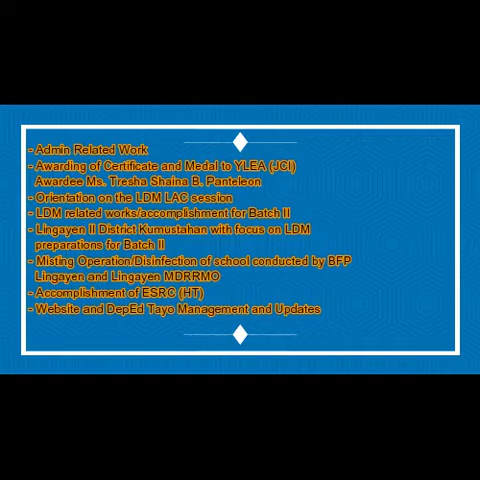 - Admin Related Work
- Awarding of Certificate and Medal to YLEA (JCI)
Awardee Ms. Tresha Shaina B. Panteleon
- Orientation on the LDM LAC session
- LDM related works/accomplishment for Batch II
- Lingayen II District Kumustahan with focus on LDM
preparations for Batch II
- Misting Operation/Disinfection of school conducted by BFP
Lingayen and Lingayen MDRRMO
- Accomplishment of ESRC (HT)
- Website and DepEd Tayo Management and Updates